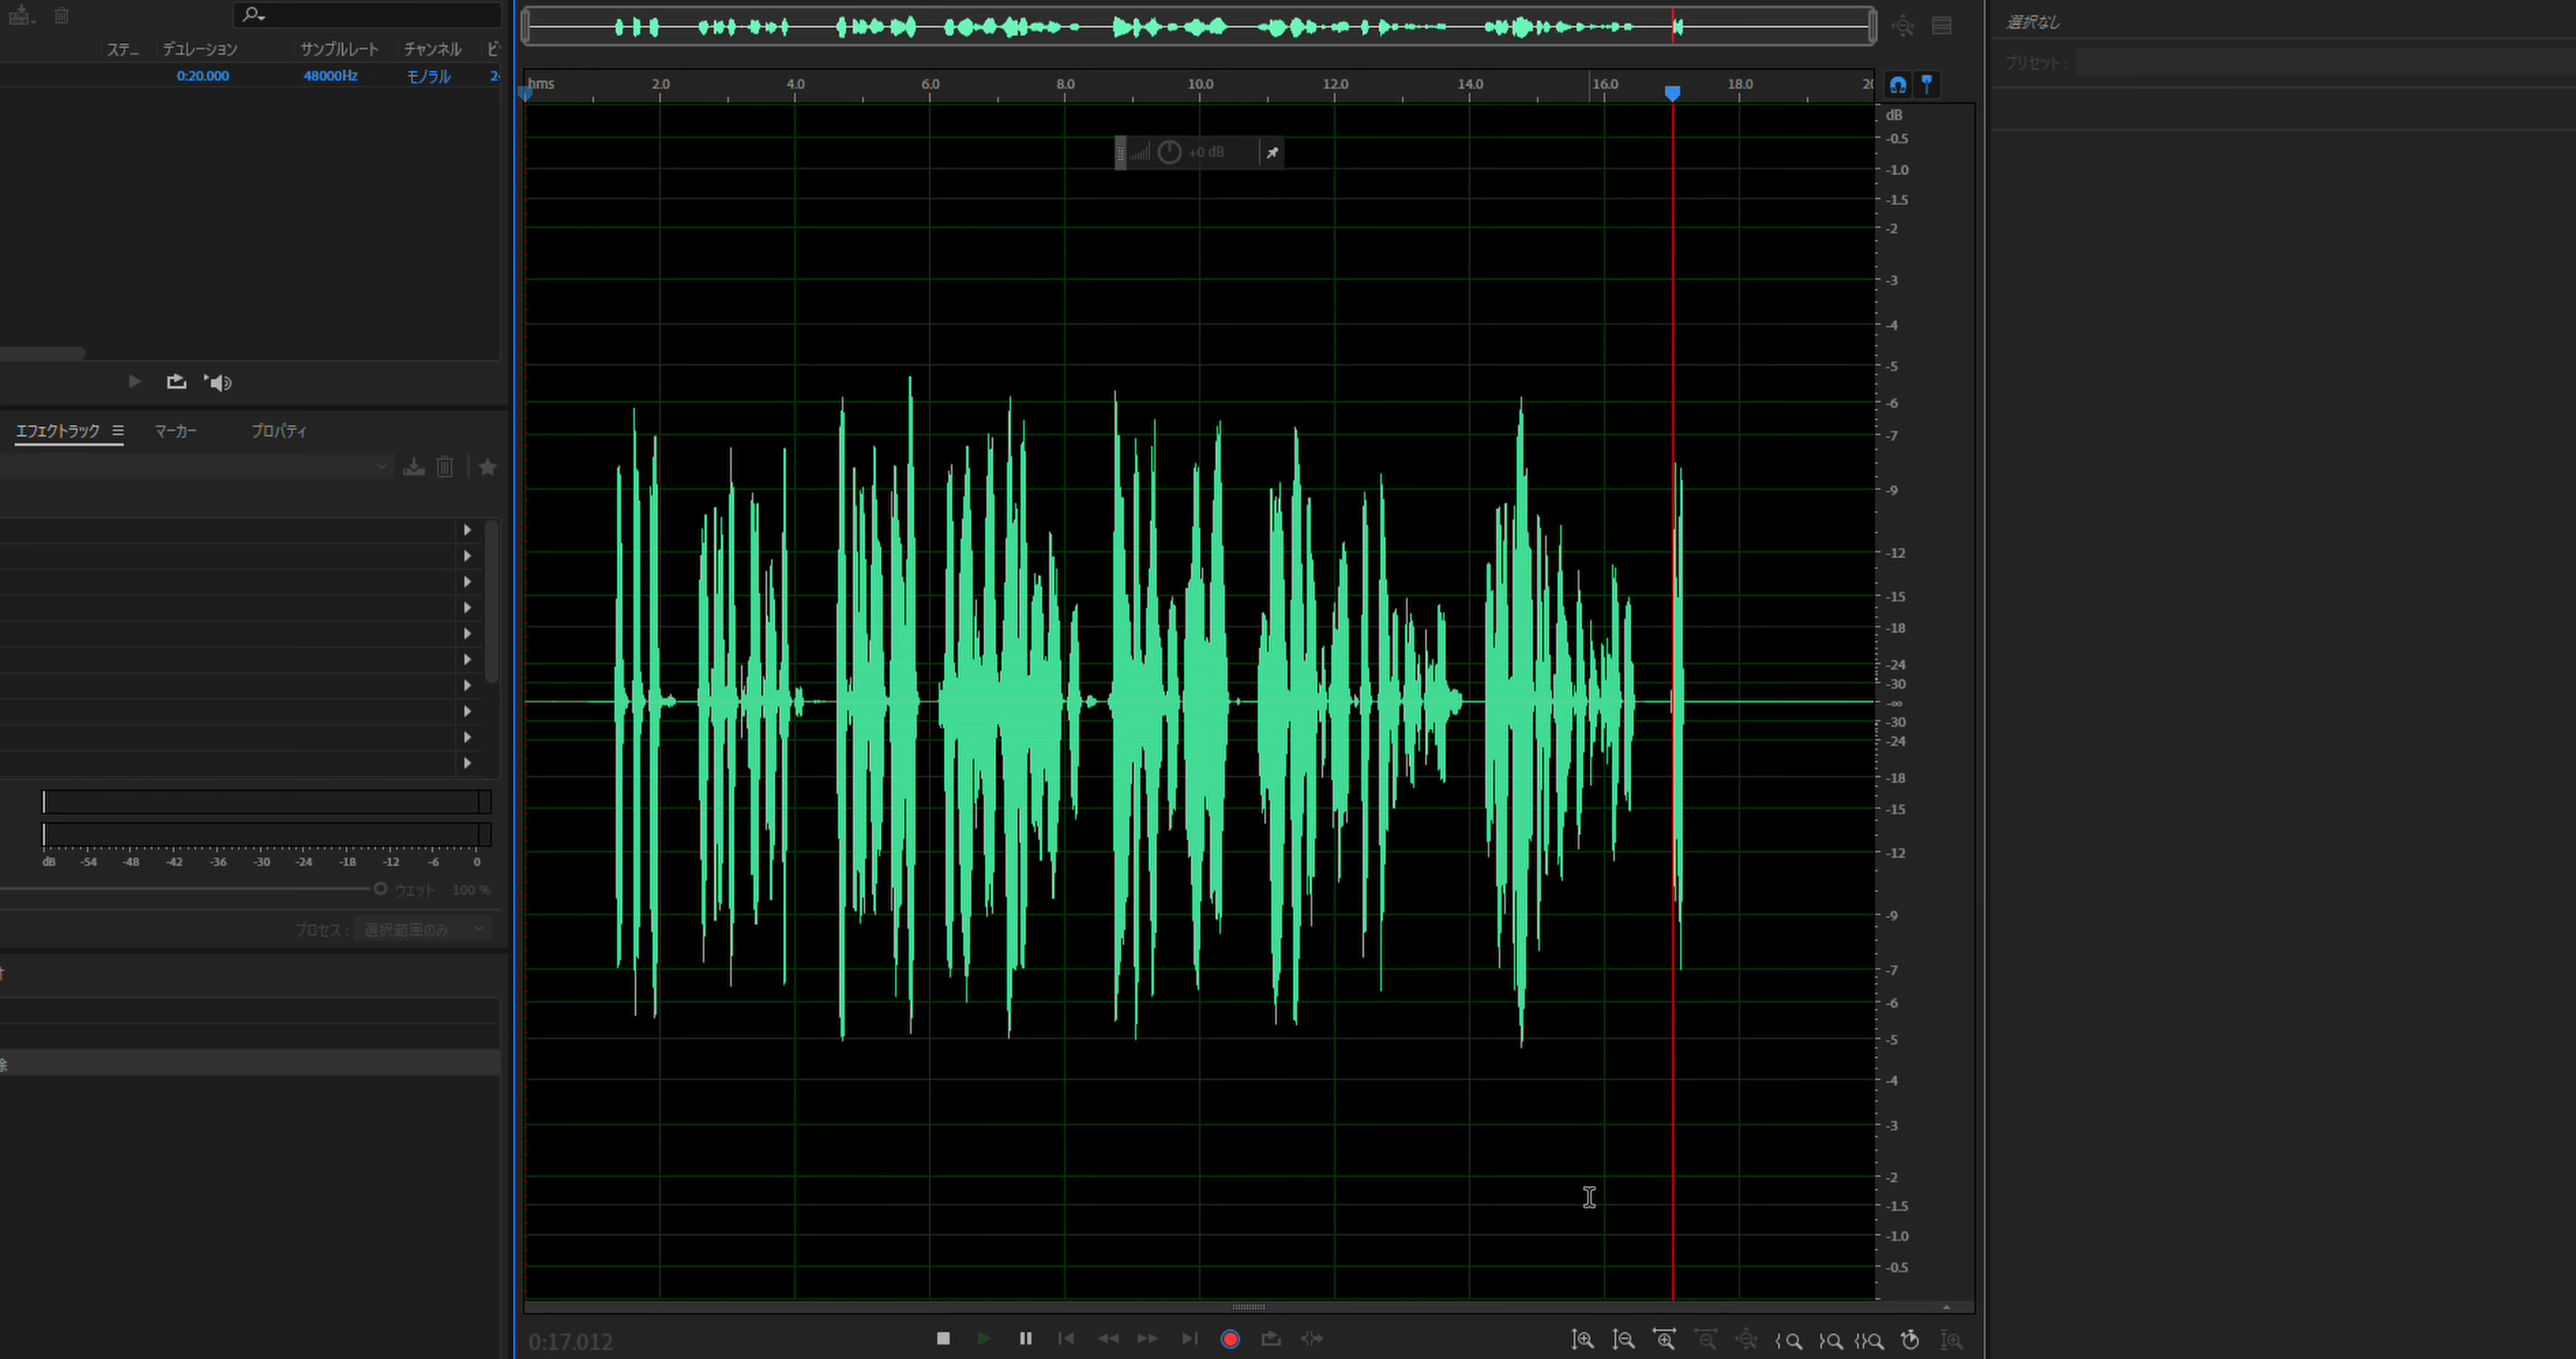 ステ... デュレーション サンプルレート チャンネル
0:20.000 48000Hz モノラル
エフェクトラック マーカー プロパティ
dB -54 -48 -42 -36 -30 -24 -18 -12 -6 0
ウェット 100 %
プロセス : 選択範囲のみ
除
hms 2.0 4.0 6.0 8.0 10.0 12.0 14.0 16.0 18.0 20
+0 dB
dB
-0.5
-1.0
-1.5
-2
-3
-4
-5
-6
-7
-9
-12
-15
-18
-24
-30
-∞
-30
-24
-18
-15
-12
-9
-7
-6
-5
-4
-3
-2
-1.5
-1.0
-0.5
0:17.012
選択なし
プリセット :